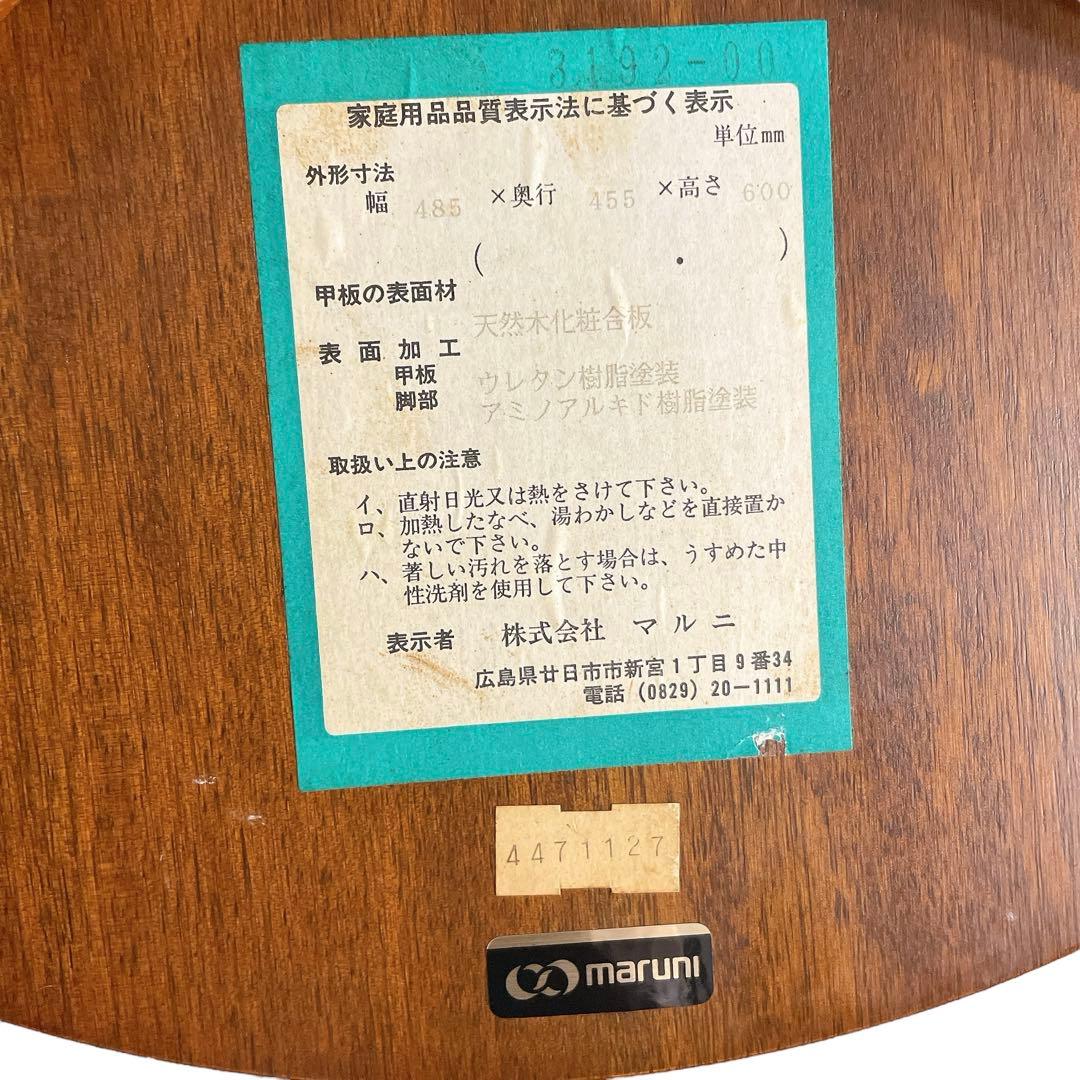 3192-00
家庭用品品質表示法に基づく表示
単位mm
外形寸法
幅 485 ×奥行 455 ×高さ 600
( ・ )
甲板の表面材
天然木化粧合板
表面加工
甲板 ウレタン樹脂塗装
脚部 アミノアルキド樹脂塗装
取扱い上の注意
イ、直射日光又は熱をさけて下さい。
ロ、加熱したなべ、湯わかしなどを直接置か
ないで下さい。
ハ、著しい汚れを落とす場合は、うすめた中
性洗剤を使用して下さい。
表示者 株式会社 マルニ
広島県廿日市市新宮1丁目9番34
電話(0829)20-1111
4471127
maruni